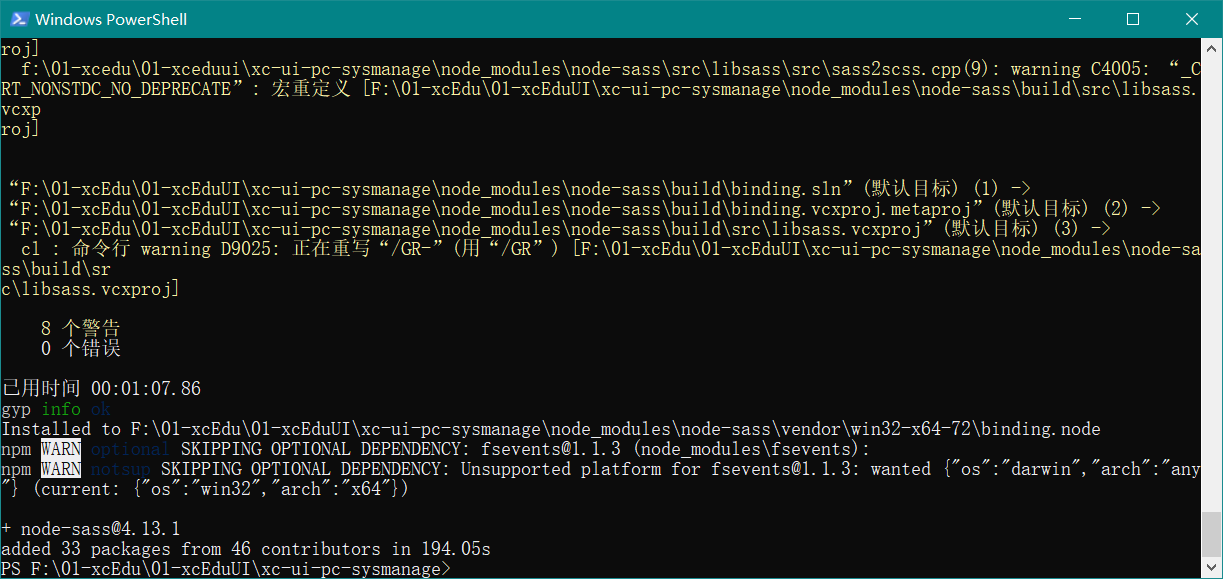 Windows PowerShell
roj]
  f:\01-xcedu\01-xceduui\xc-ui-pc-sysmanage\node_modules\node-sass\src\libsass\src\sass2scss.cpp(9): warning C4005: “_C
RT_NONSTDC_NO_DEPRECATE”: 宏重定义 [F:\01-xcEdu\01-xcEduUI\xc-ui-pc-sysmanage\node_modules\node-sass\build\src\libsass.
vcxp
roj]
“F:\01-xcEdu\01-xcEduUI\xc-ui-pc-sysmanage\node_modules\node-sass\build\binding.sln”(默认目标) (1) ->
“F:\01-xcEdu\01-xcEduUI\xc-ui-pc-sysmanage\node_modules\node-sass\build\binding.vcxproj.metaproj”(默认目标) (2) ->
“F:\01-xcEdu\01-xcEduUI\xc-ui-pc-sysmanage\node_modules\node-sass\build\src\libsass.vcxproj”(默认目标) (3) ->
  cl : 命令行 warning D9025: 正在重写“/GR-”(用“/GR”) [F:\01-xcEdu\01-xcEduUI\xc-ui-pc-sysmanage\node_modules\node-sa
ss\build\sr
c\libsass.vcxproj]
    8 个警告
    0 个错误
已用时间 00:01:07.86
gyp info ok
Installed to F:\01-xcEdu\01-xcEduUI\xc-ui-pc-sysmanage\node_modules\node-sass\vendor\win32-x64-72\binding.node
npm WARN optional SKIPPING OPTIONAL DEPENDENCY: fsevents@1.1.3 (node_modules\fsevents):
npm WARN notsup SKIPPING OPTIONAL DEPENDENCY: Unsupported platform for fsevents@1.1.3: wanted {"os":"darwin","arch":"any
"} (current: {"os":"win32","arch":"x64"})
+ node-sass@4.13.1
added 33 packages from 46 contributors in 194.05s
PS F:\01-xcEdu\01-xcEduUI\xc-ui-pc-sysmanage>